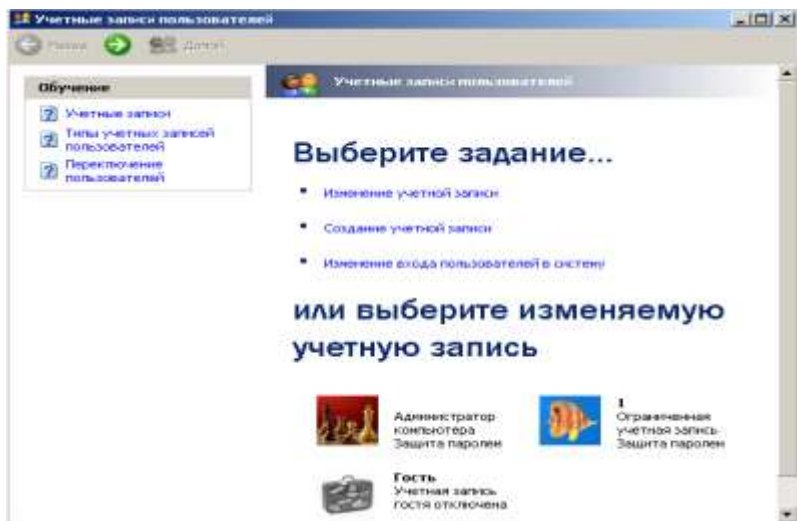 Учетные записи пользователей
Назад
Домой
Обучение
Учетные записи
Типы учетных записей
пользователей
Переключение
пользователей
Учетные записи пользователей
Выберите задание...
Изменение учетной записи
Создание учетной записи
Изменение входа пользователей в систему
или выберите изменяемую
учетную запись
Администратор
компьютера
Защита паролем
1
Ограниченная
учетная запись
Защита паролем
Гость
Учетная запись
гостя отключена